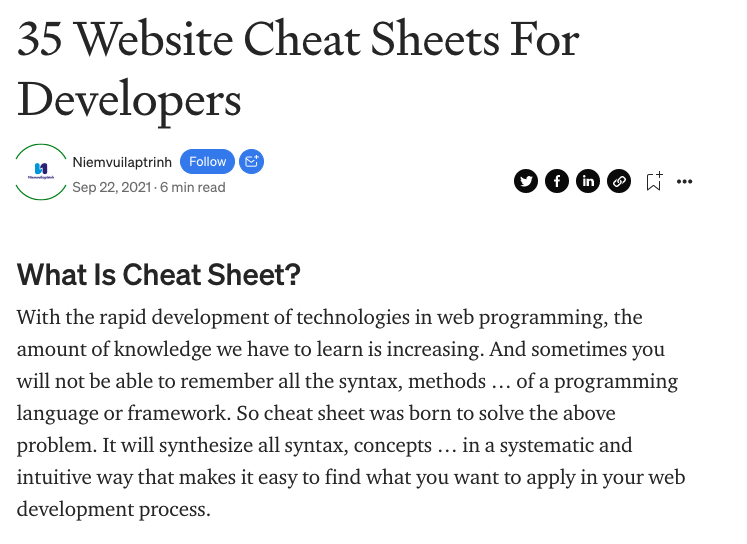 35 Website Cheat Sheets For
Developers
Niemvuilaptrinh Follow
Sep 22, 2021 · 6 min read
What Is Cheat Sheet?
With the rapid development of technologies in web programming, the
amount of knowledge we have to learn is increasing. And sometimes you
will not be able to remember all the syntax, methods … of a programming
language or framework. So cheat sheet was born to solve the above
problem. It will synthesize all syntax, concepts … in a systematic and
intuitive way that makes it easy to find what you want to apply in your web
development process.